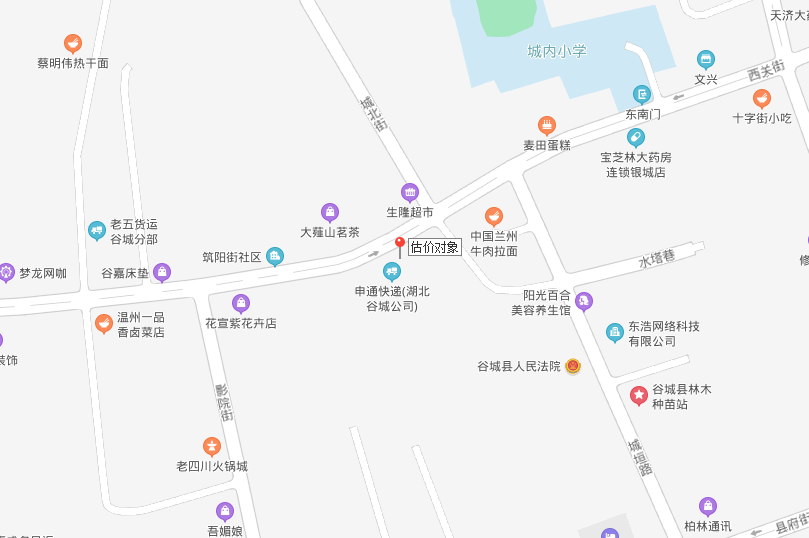 天济大药
城内小学
蔡明伟热干面
文兴
西关街
城北街
东南门
十字街小吃
麦田蛋糕
宝芝林大药房
连锁银城店
生隆超市
大薤山茗茶
老五货运
谷城分部
中国兰州
牛肉拉面
估价对象
筑阳街社区
水塔巷
修
梦龙网咖
谷嘉床垫
申通快递(湖北
谷城公司)
阳光百合
美容养生馆
温州一品
香卤菜店
花宣紫花卉店
东浩网络科技
有限公司
装饰
谷城县人民法院
谷城县林木
种苗站
影院街
城垣路
老四川火锅城
柏林通讯
县府街
吾媚娘